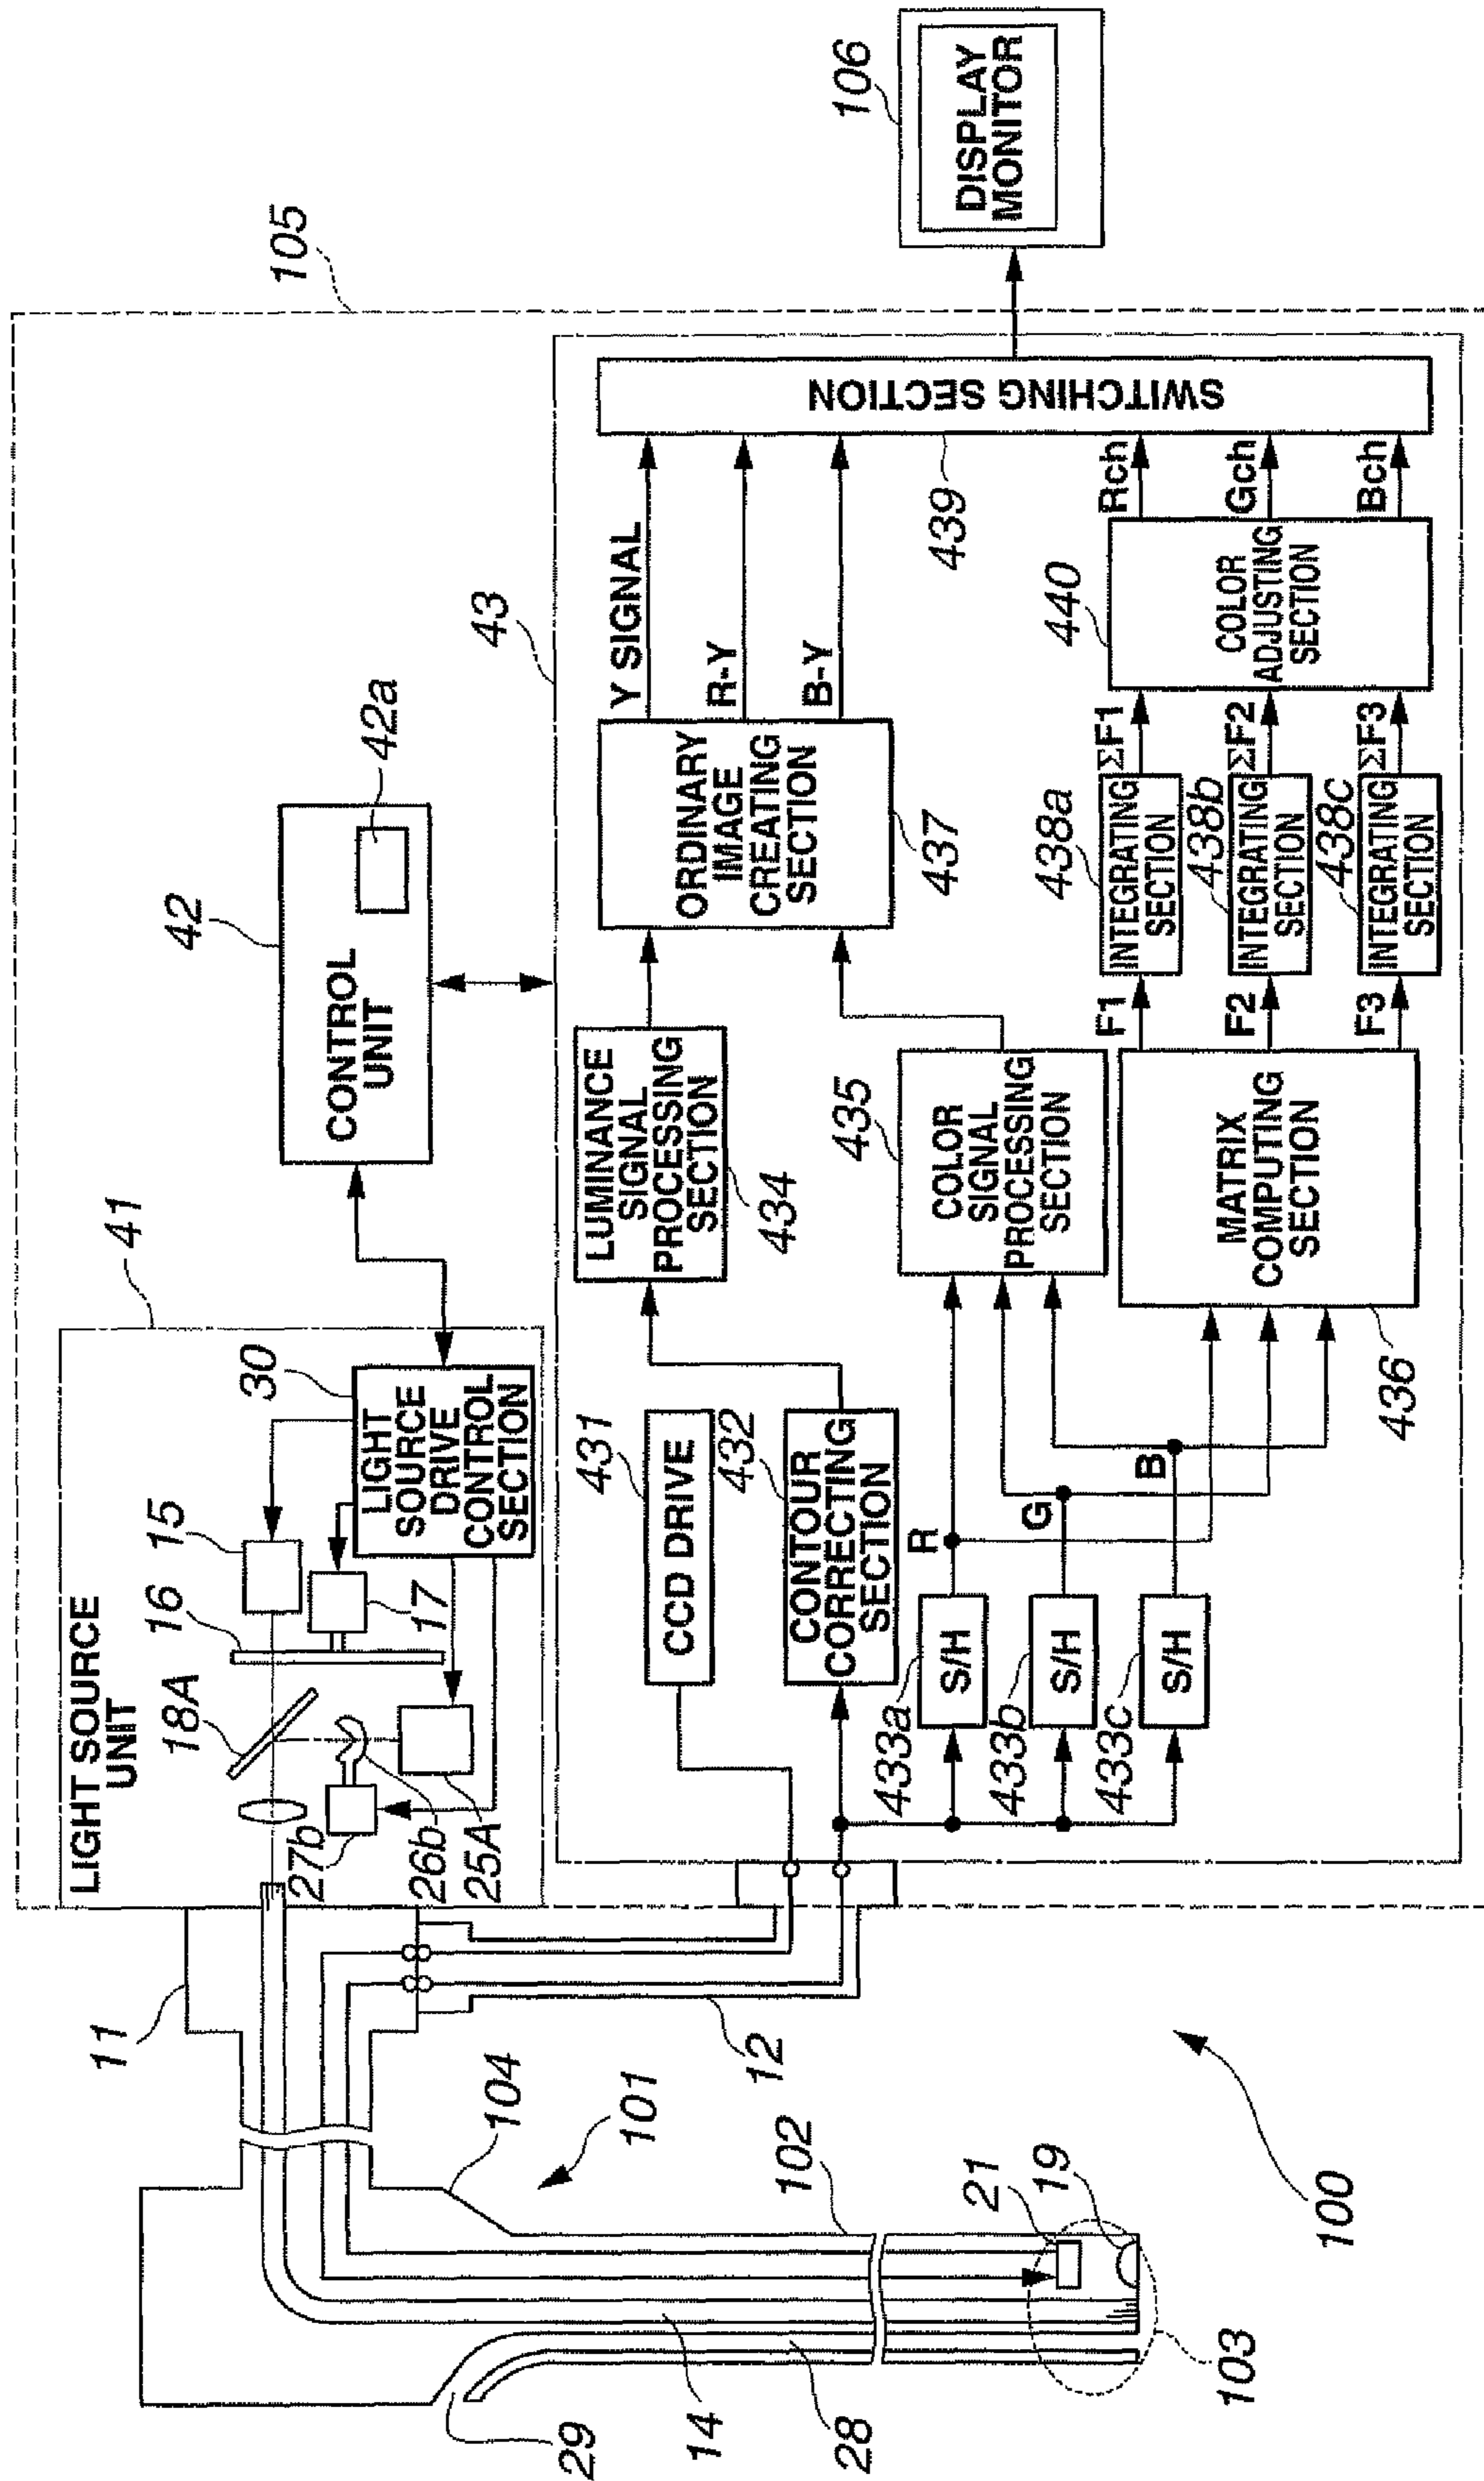 105
41
LIGHT SOURCE
UNIT
30
15
16
18A
17
27b
26b
25A
LIGHT
SOURCE
DRIVE
CONTROL
SECTION
42
42a
CONTROL
UNIT
43
106
DISPLAY
MONITOR
11
12
104
101
102
21
19
103
14
28
29
100
431
CCD DRIVE
432
CONTOUR
CORRECTING
SECTION
433a
S/H
433b
S/H
433c
S/H
R
G
B
LUMINANCE
SIGNAL
PROCESSING
SECTION
434
435
COLOR
SIGNAL
PROCESSING
SECTION
MATRIX
COMPUTING
SECTION
436
ORDINARY
IMAGE
CREATING
SECTION
437
Y SIGNAL
R-Y
B-Y
F1
F2
F3
438a
INTEGRATING
SECTION
438b
INTEGRATING
SECTION
438c
INTEGRATING
SECTION
ΣF1
ΣF2
ΣF3
440
COLOR
ADJUSTING
SECTION
Rch
Gch
Bch
439
SWITCHING SECTION